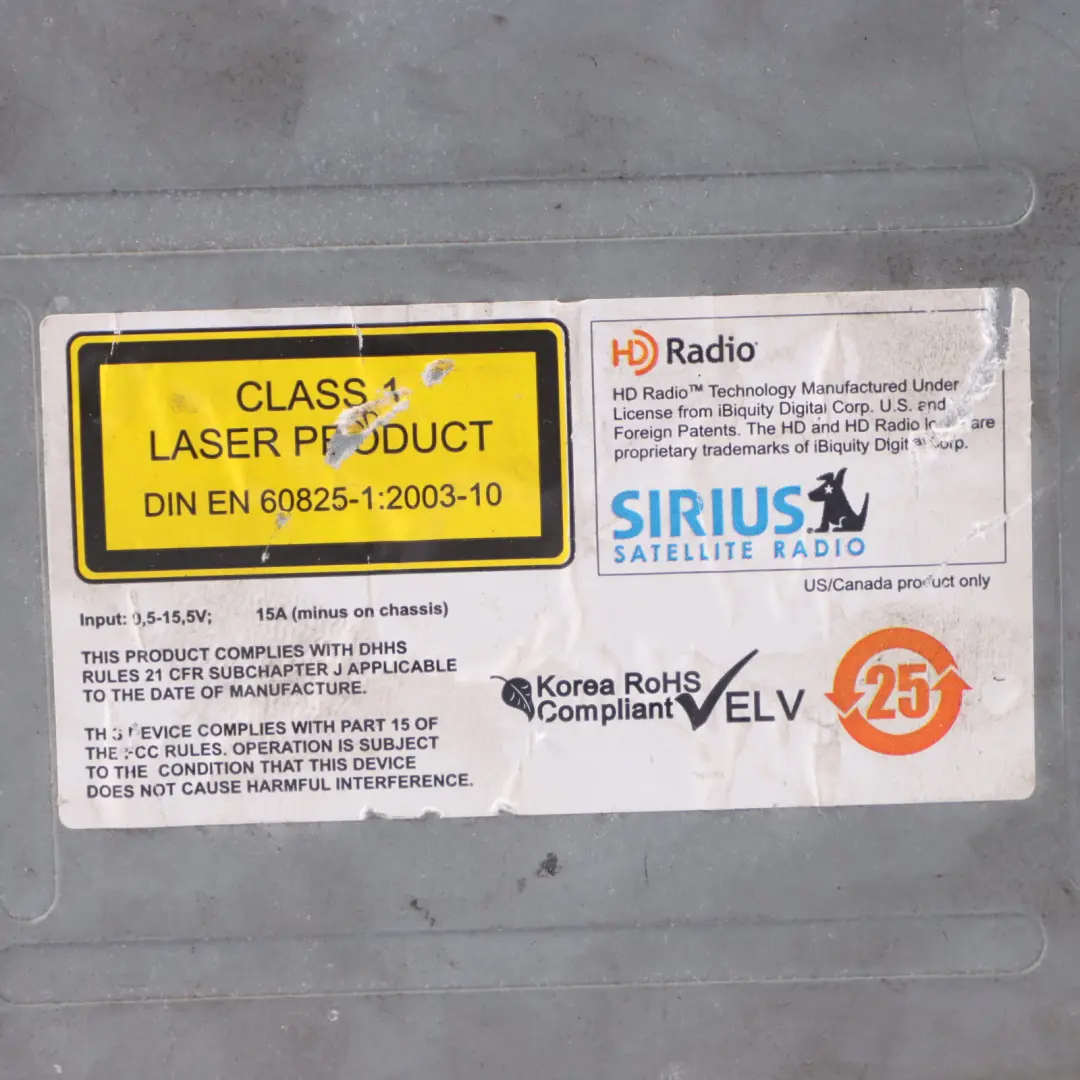 CLASS 1
LASER PRODUCT
DIN EN 60825-1:2003-10
HD Radio
HD Radio™ Technology Manufactured Under
License from iBiquity Digital Corp. U.S. and
Foreign Patents. The HD and HD Radio are
proprietary trademarks of iBiquity Digital Corp.
SIRIUS
SATELLITE RADIO
US/Canada product only
Input: 15A (minus on chassis)
THIS PRODUCT COMPLIES WITH DHHS
RULES 21 CFR SUBCHAPTER J APPLICABLE
TO THE DATE OF MANUFACTURE.
THIS DEVICE COMPLIES WITH PART 15 OF
THE FCC RULES. OPERATION IS SUBJECT
TO THE CONDITION THAT THIS DEVICE
DOES NOT CAUSE HARMFUL INTERFERENCE.
Korea RoHS
Compliant ELV
25